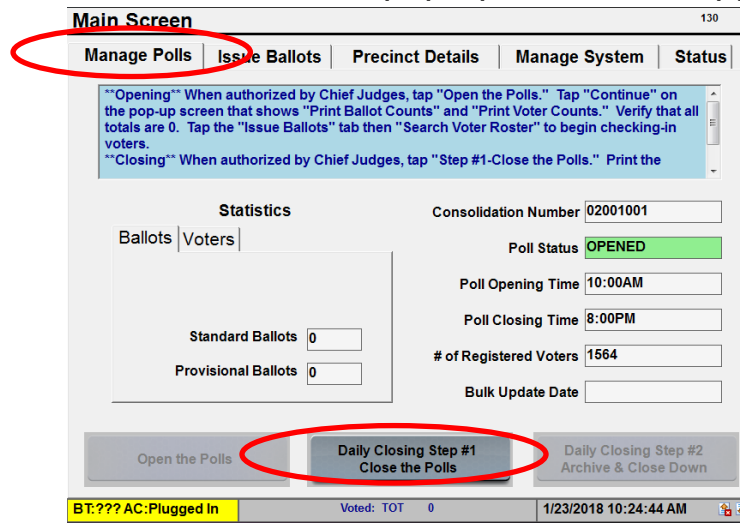 Main Screen
130
Manage Polls Issue Ballots Precinct Details Manage System Status
**Opening** When authorized by Chief Judges, tap "Open the Polls." Tap "Continue" on
the pop-up screen that shows "Print Ballot Counts" and "Print Voter Counts." Verify that all
totals are 0. Tap the "Issue Ballots" tab then "Search Voter Roster" to begin checking-in
voters.
**Closing** When authorized by Chief Judges, tap "Step #1-Close the Polls." Print the
Statistics
Ballots Voters
Standard Ballots 0
Provisional Ballots 0
Consolidation Number 02001001
Poll Status OPENED
Poll Opening Time 10:00AM
Poll Closing Time 8:00PM
# of Registered Voters 1564
Bulk Update Date
Open the Polls
Daily Closing Step #1
Close the Polls
Daily Closing Step #2
Archive & Close Down
BT:??? AC:Plugged In Voted: TOT 0 1/23/2018 10:24:44 AM